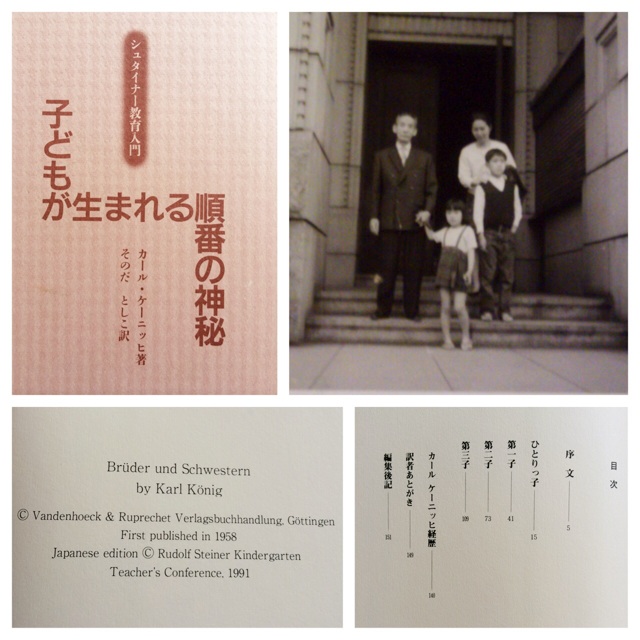 シュタイナー教育入門
子どもが生まれる順番の神秘
カール・ケーニッヒ著
そのだ としこ訳
Brüder und Schwestern
by Karl König
© Vandenhoeck & Ruprechet Verlagsbuchhandlung, Göttingen
First published in 1958
Japanese edition © Rudolf Steiner Kindergarten
Teacher's Conference, 1991
目次
序文 5
ひとりっ子 15
第一子 41
第二子 73
第三子 109
カール ケーニッヒ経歴
訳者あとがき
編集後記